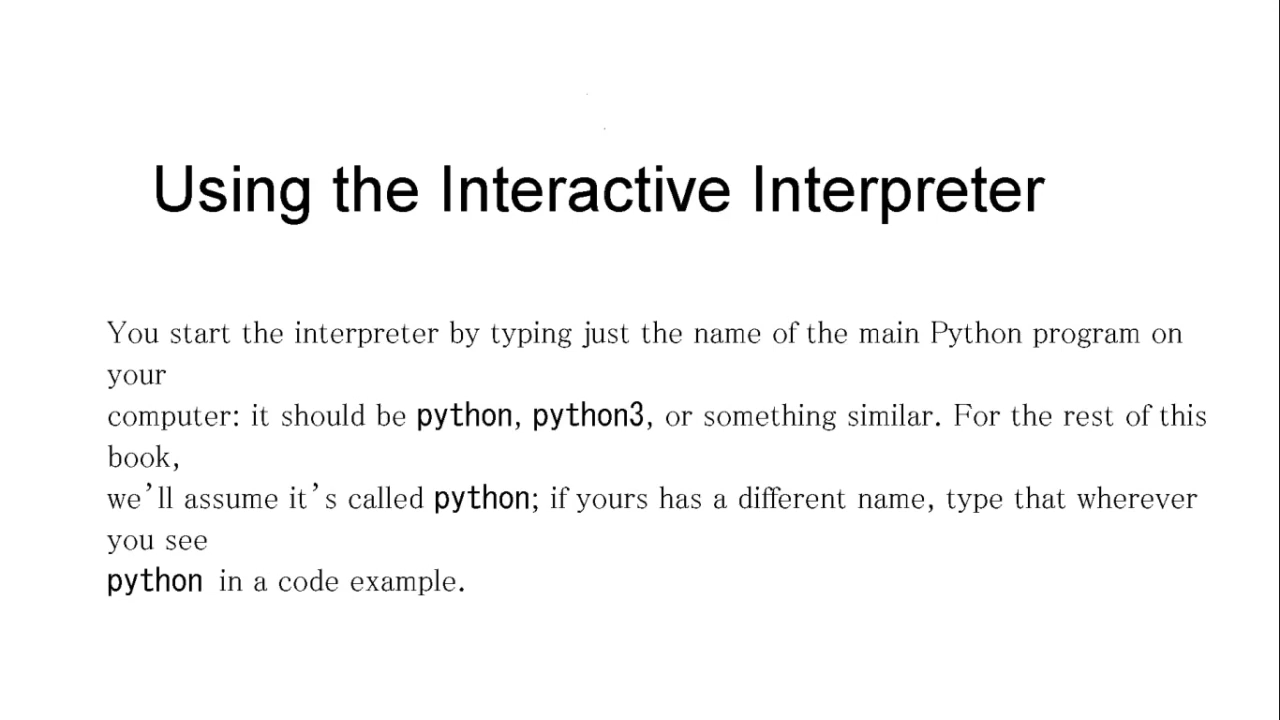 Using the Interactive Interpreter
You start the interpreter by typing just the name of the main Python program on
your
computer: it should be python, python3, or something similar. For the rest of this
book,
we’ll assume it’s called python; if yours has a different name, type that wherever
you see
python in a code example.